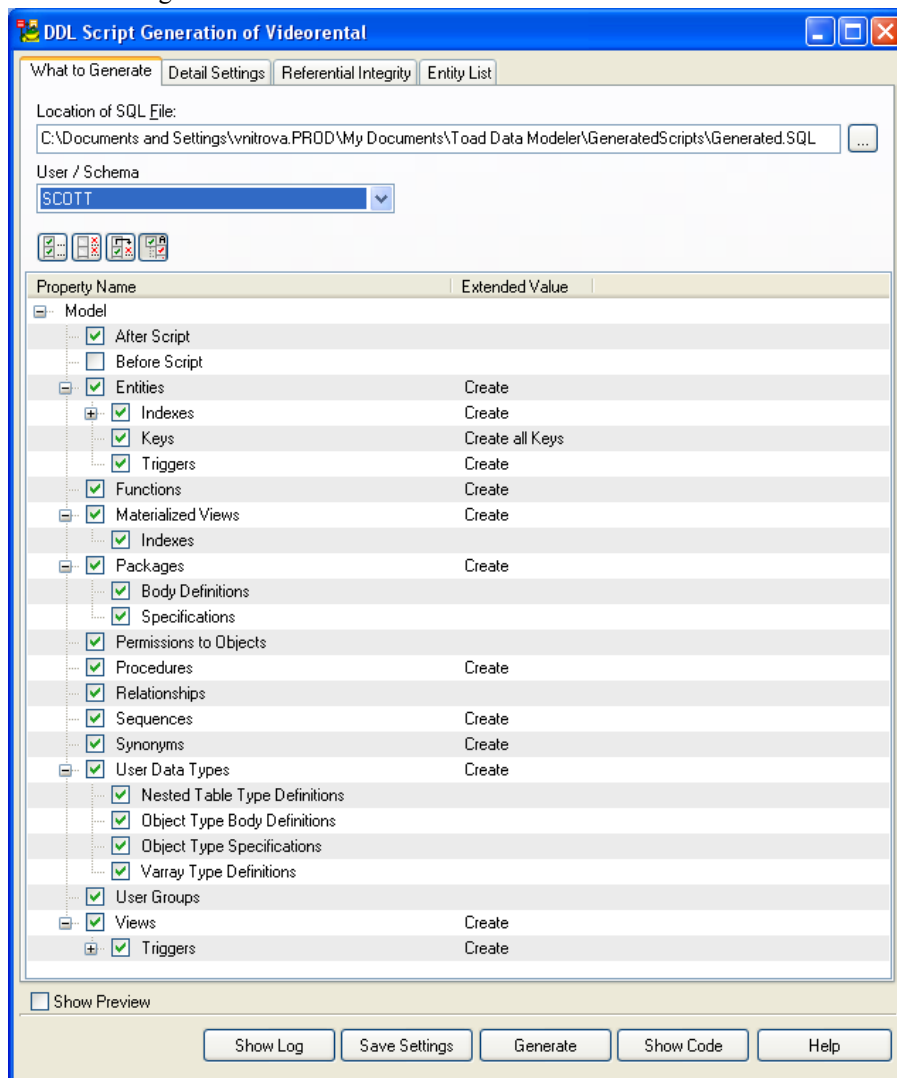 DDL Script Generation of Videorental
What to Generate Detail Settings Referential Integrity Entity List
Location of SQL File:
C:\Documents and Settings\vnitrova.PROD\My Documents\Toad Data Modeler\GeneratedScripts\Generated.SQL ...
User / Schema
SCOTT
Property Name Extended Value
Model
After Script
Before Script
Entities Create
Indexes Create
Keys Create all Keys
Triggers Create
Functions Create
Materialized Views Create
Indexes
Packages Create
Body Definitions
Specifications
Permissions to Objects
Procedures Create
Relationships
Sequences Create
Synonyms Create
User Data Types Create
Nested Table Type Definitions
Object Type Body Definitions
Object Type Specifications
Varray Type Definitions
User Groups
Views Create
Triggers Create
Show Preview
Show Log Save Settings Generate Show Code Help